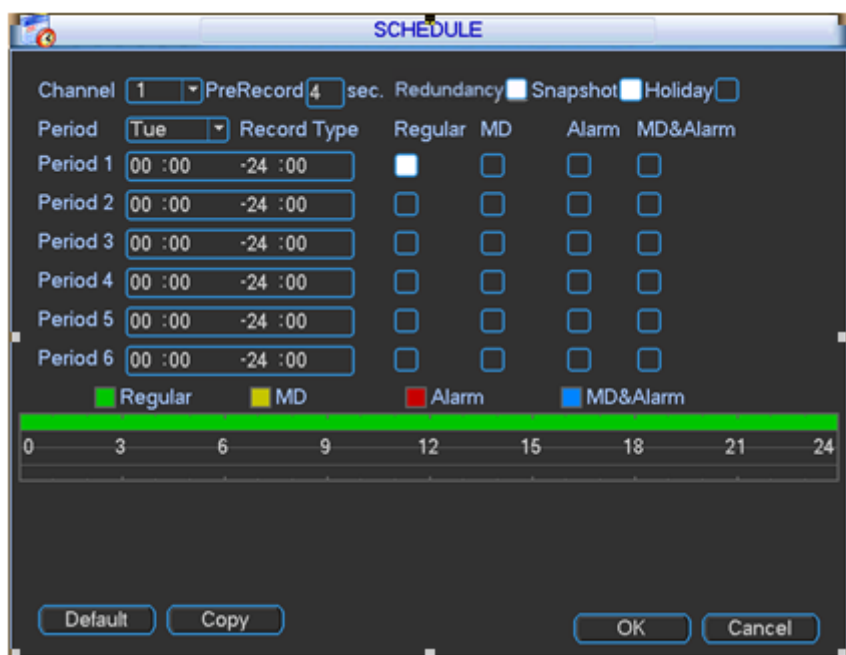 SCHEDULE
Channel 1 PreRecord 4 sec. Redundancy Snapshot Holiday
Period Tue Record Type Regular MD Alarm MD&Alarm
Period 1 00 :00 -24 :00
Period 2 00 :00 -24 :00
Period 3 00 :00 -24 :00
Period 4 00 :00 -24 :00
Period 5 00 :00 -24 :00
Period 6 00 :00 -24 :00
Regular MD Alarm MD&Alarm
0 3 6 9 12 15 18 21 24
Default Copy OK Cancel